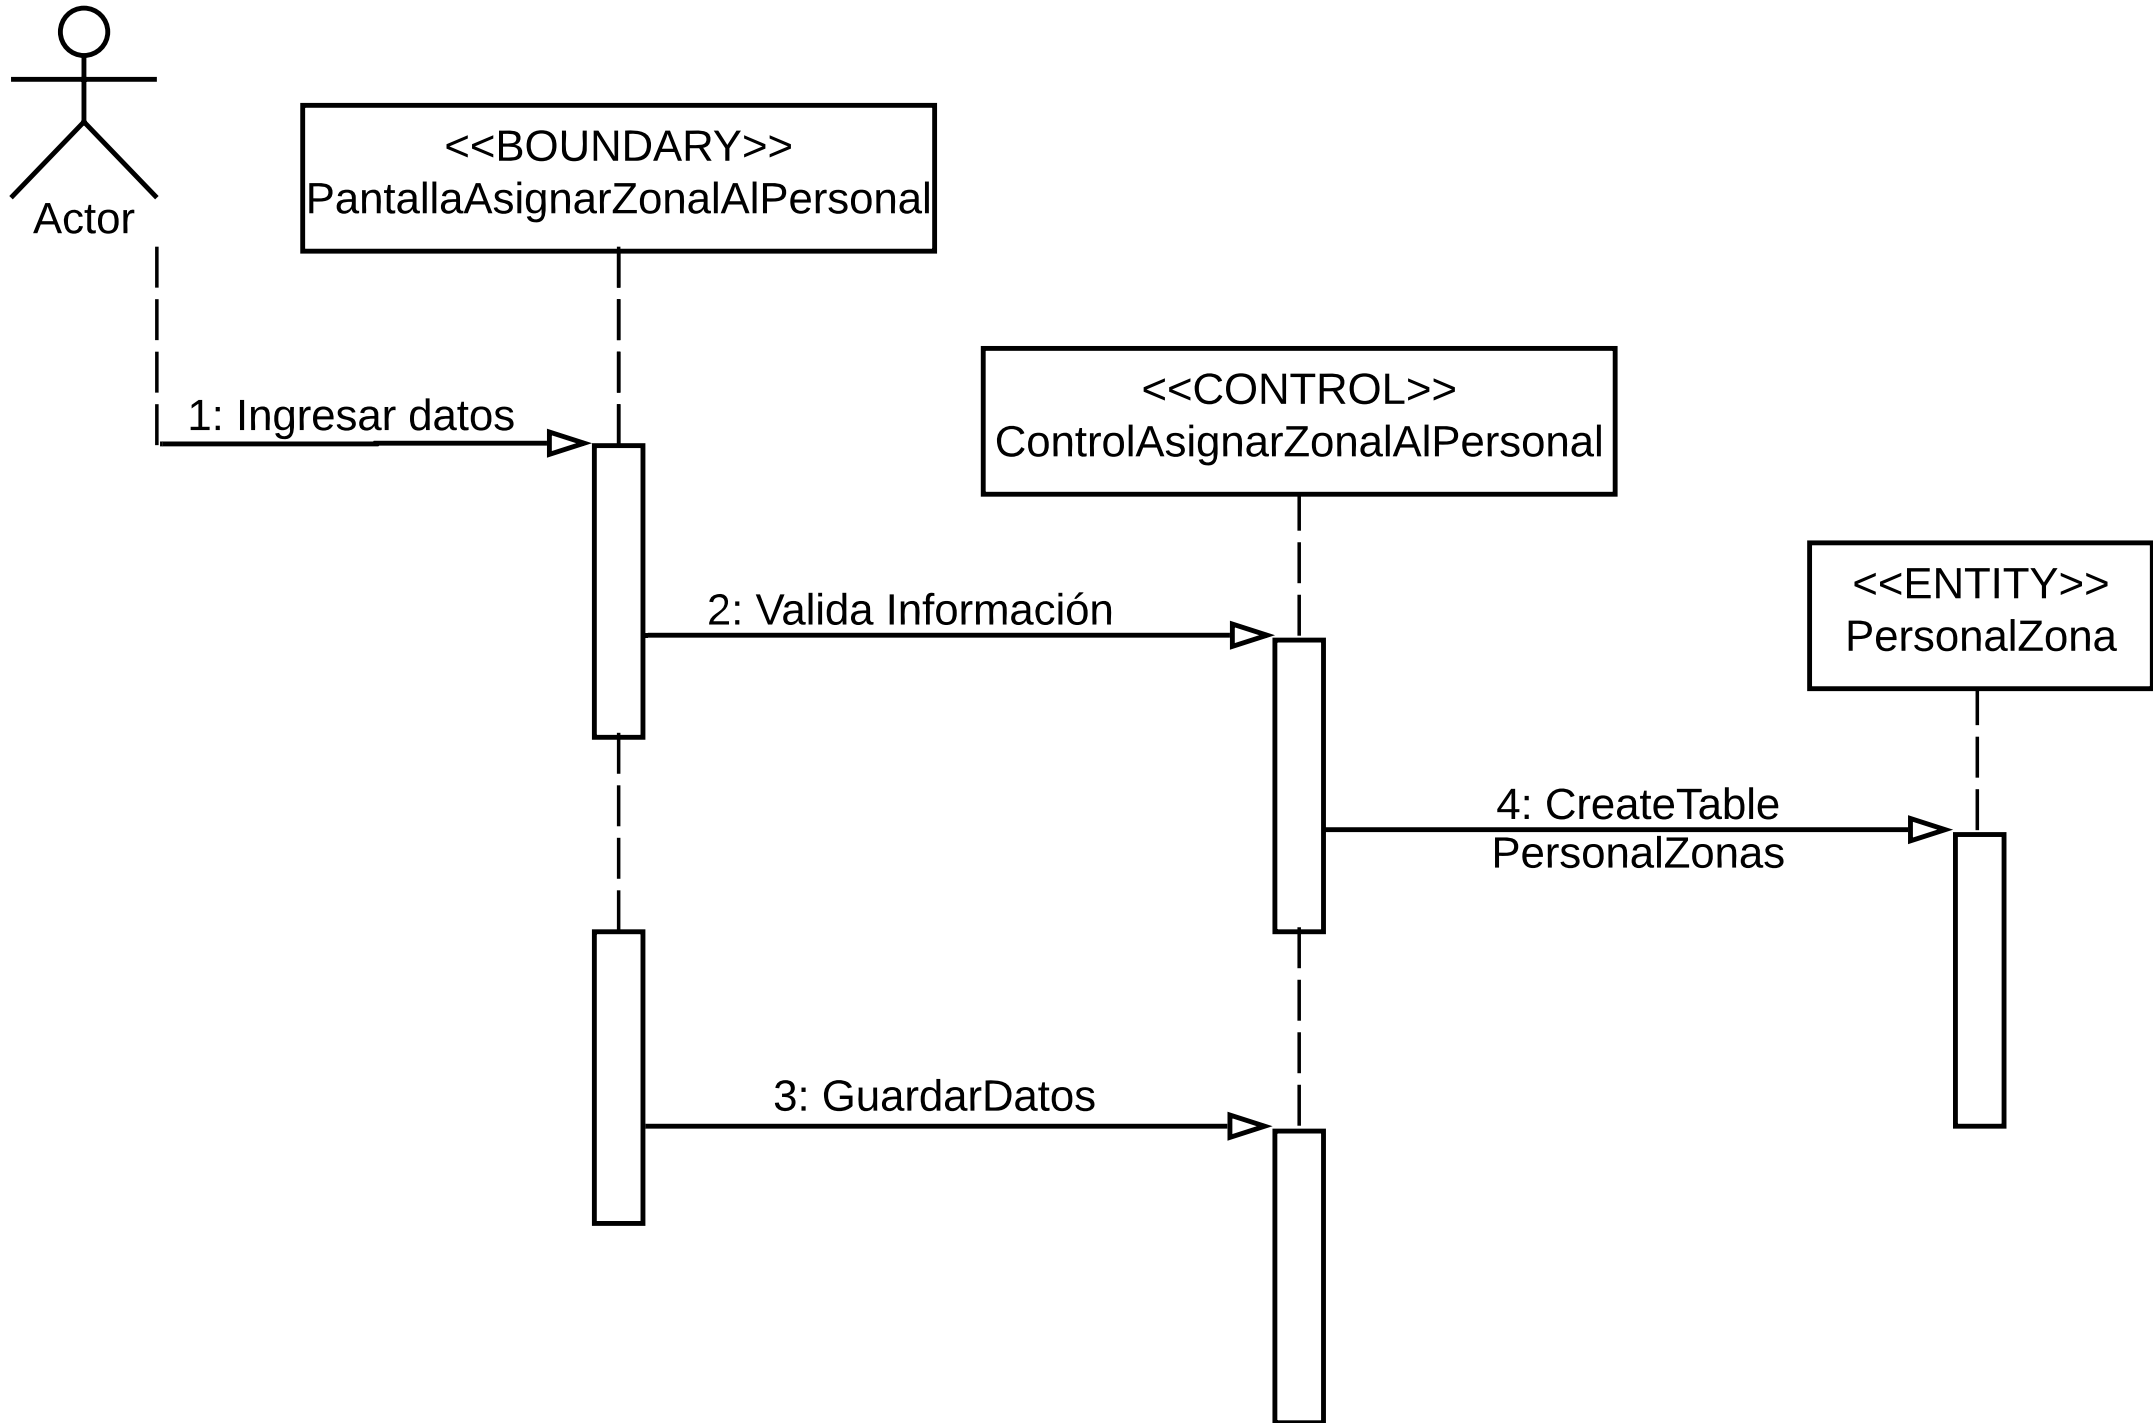 Actor
<<BOUNDARY>>
PantallaAsignarZonalAlPersonal
1: Ingresar datos
<<CONTROL>>
ControlAsignarZonalAlPersonal
2: Valida Información
<<ENTITY>>
PersonalZona
4: CreateTable
PersonalZonas
3: GuardarDatos